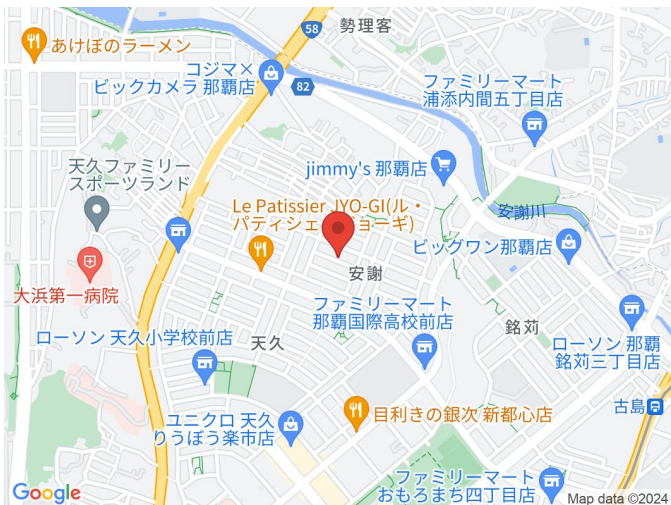 勢理客
58
あけぼのラーメン
コジマ×
ビックカメラ 那覇店
82
ファミリーマート
浦添内間五丁目店
天久ファミリー
スポーツランド
jimmy's 那覇店
Le Patissier JYO-GI(ル・
パティシェ
ョーギ)
安謝川
ビッグワン那覇店
安謝
大浜第一病院
ファミリーマート
那覇国際高校前店
銘苅
ローソン 天久小学校前店
天久
ローソン 那覇
銘苅三丁目店
古島
目利きの銀次 新都心店
ユニクロ 天久
りうぼう楽市店
ファミリーマート
おもろまち四丁目店
Google
Map data ©2024